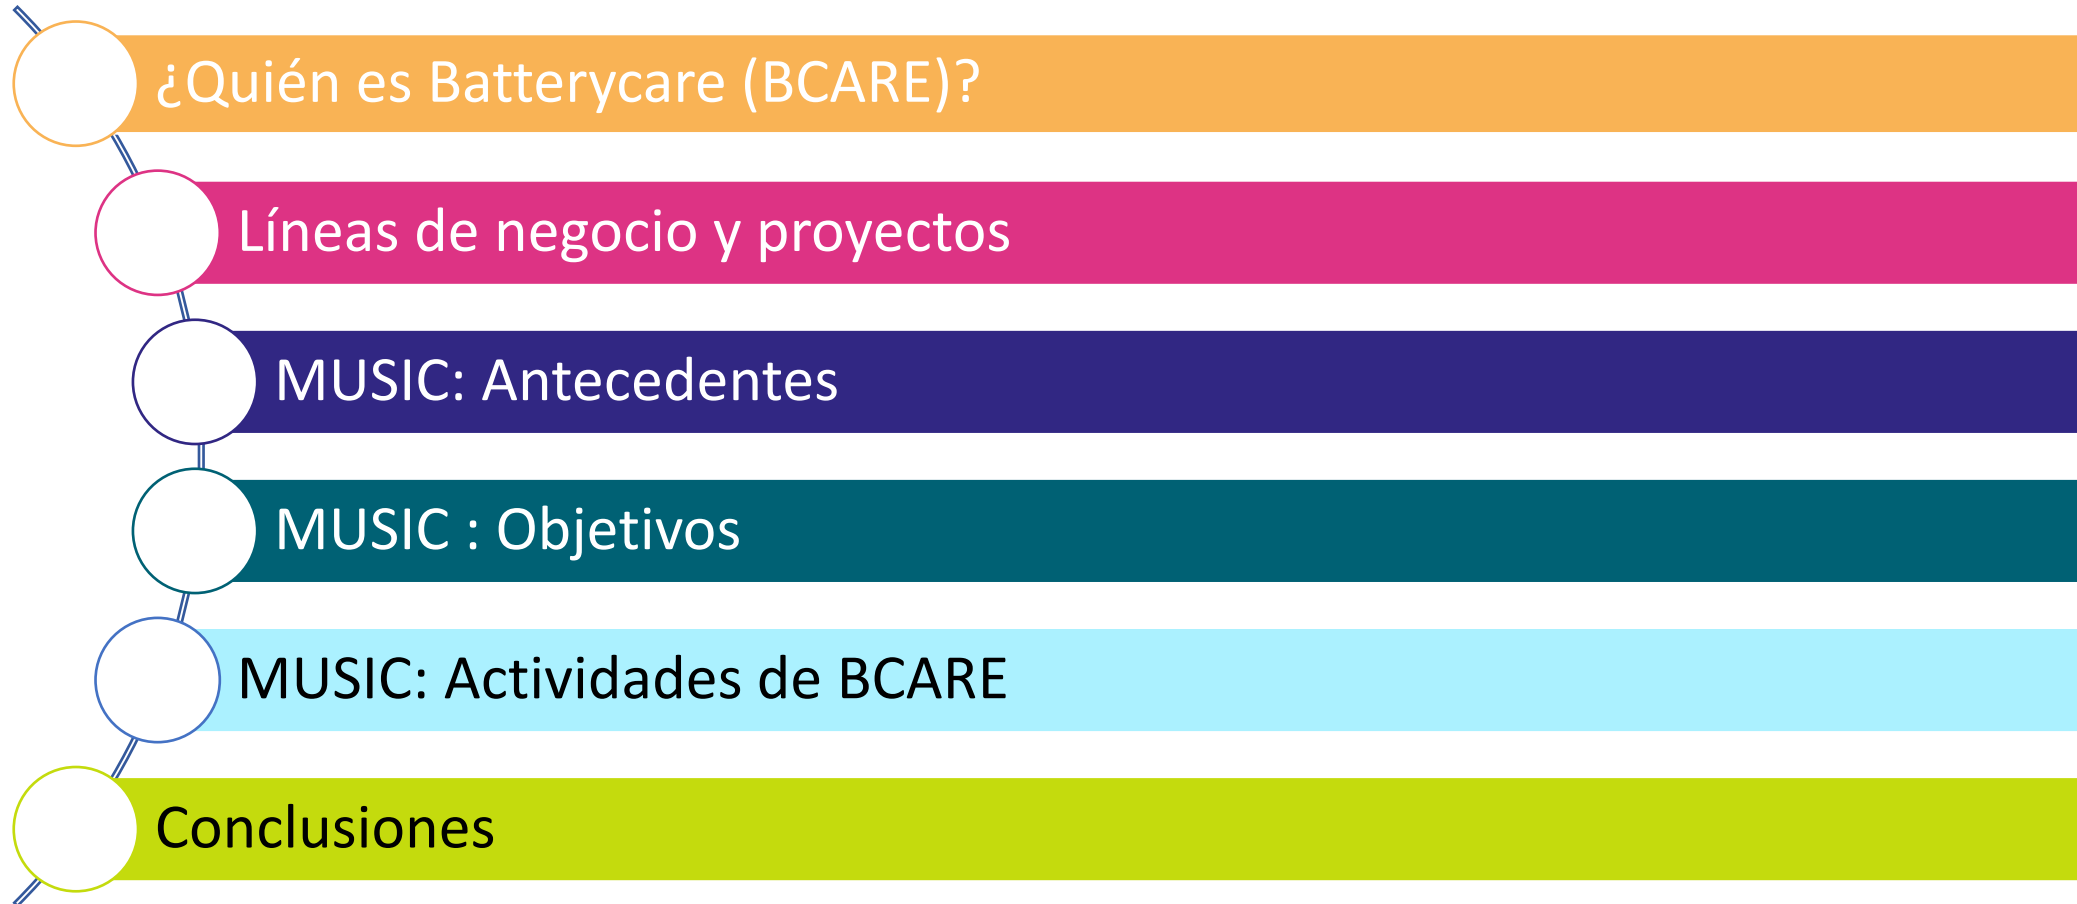 ¿Quién es Batterycare (BCARE)?
Líneas de negocio y proyectos
MUSIC: Antecedentes
MUSIC : Objetivos
MUSIC: Actividades de BCARE
Conclusiones